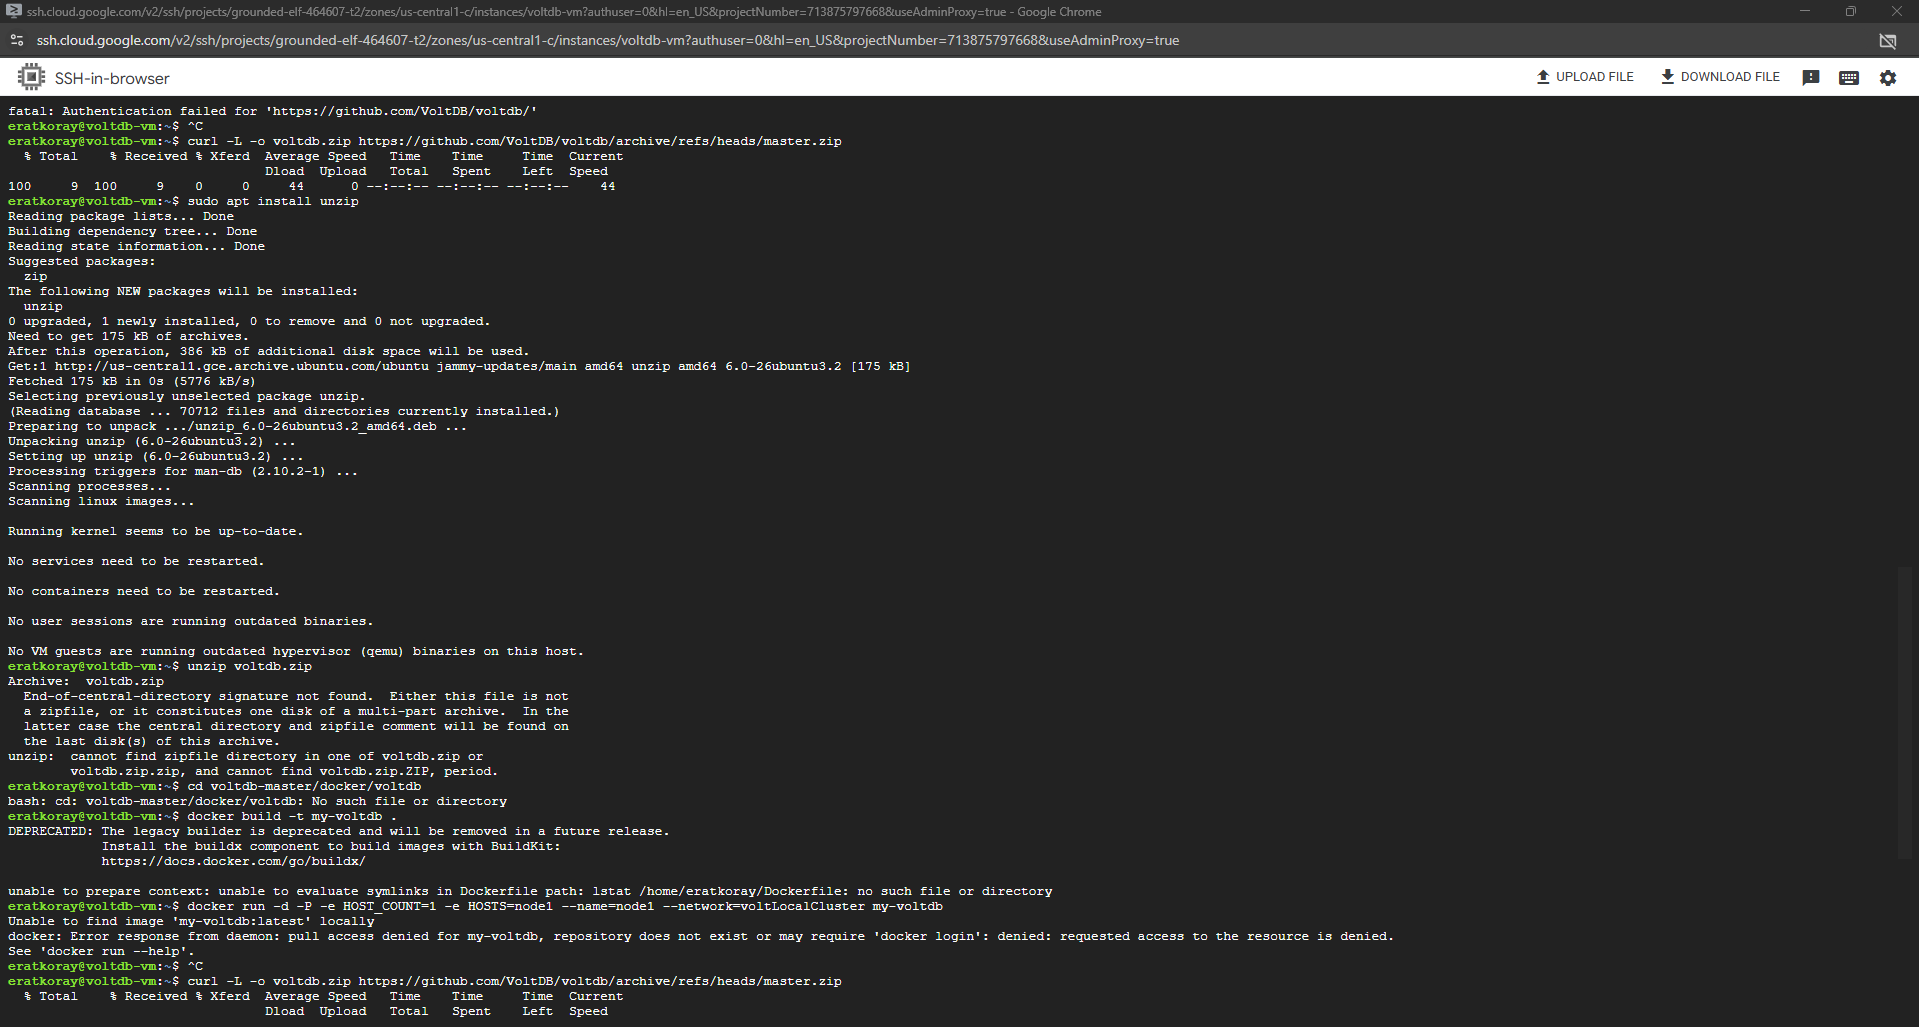 ssh.cloud.google.com/v2/ssh/projects/grounded-elf-464607-t2/zones/us-central1-c/instances/voltdb-vm?authuser=0&hl=en_US&projectNumber=713875797668&useAdminProxy=true - Google Chrome
ssh.cloud.google.com/v2/ssh/projects/grounded-elf-464607-t2/zones/us-central1-c/instances/voltdb-vm?authuser=0&hl=en_US&projectNumber=713875797668&useAdminProxy=true
SSH-in-browser UPLOAD FILE DOWNLOAD FILE
fatal: Authentication failed for 'https://github.com/VoltDB/voltdb/'
eratkoray@voltdb-vm:~$ ^C
eratkoray@voltdb-vm:~$ curl -L -o voltdb.zip https://github.com/VoltDB/voltdb/archive/refs/heads/master.zip
  % Total    % Received % Xferd  Average Speed   Time    Time     Time  Current
                                 Dload  Upload   Total   Spent    Left  Speed
100     9  100     9    0     0     44      0 --:--:-- --:--:-- --:--:--    44
eratkoray@voltdb-vm:~$ sudo apt install unzip
Reading package lists... Done
Building dependency tree... Done
Reading state information... Done
Suggested packages:
  zip
The following NEW packages will be installed:
  unzip
0 upgraded, 1 newly installed, 0 to remove and 0 not upgraded.
Need to get 175 kB of archives.
After this operation, 386 kB of additional disk space will be used.
Get:1 http://us-central1.gce.archive.ubuntu.com/ubuntu jammy-updates/main amd64 unzip amd64 6.0-26ubuntu3.2 [175 kB]
Fetched 175 kB in 0s (5776 kB/s)
Selecting previously unselected package unzip.
(Reading database ... 70712 files and directories currently installed.)
Preparing to unpack .../unzip_6.0-26ubuntu3.2_amd64.deb ...
Unpacking unzip (6.0-26ubuntu3.2) ...
Setting up unzip (6.0-26ubuntu3.2) ...
Processing triggers for man-db (2.10.2-1) ...
Scanning processes...
Scanning linux images...
Running kernel seems to be up-to-date.
No services need to be restarted.
No containers need to be restarted.
No user sessions are running outdated binaries.
No VM guests are running outdated hypervisor (qemu) binaries on this host.
eratkoray@voltdb-vm:~$ unzip voltdb.zip
Archive:  voltdb.zip
  End-of-central-directory signature not found.  Either this file is not
  a zipfile, or it constitutes one disk of a multi-part archive.  In the
  latter case the central directory and zipfile comment will be found on
  the last disk(s) of this archive.
unzip:  cannot find zipfile directory in one of voltdb.zip or
        voltdb.zip.zip, and cannot find voltdb.zip.ZIP, period.
eratkoray@voltdb-vm:~$ cd voltdb-master/docker/voltdb
bash: cd: voltdb-master/docker/voltdb: No such file or directory
eratkoray@voltdb-vm:~$ docker build -t my-voltdb .
DEPRECATED: The legacy builder is deprecated and will be removed in a future release.
            Install the buildx component to build images with BuildKit:
            https://docs.docker.com/go/buildx/
unable to prepare context: unable to evaluate symlinks in Dockerfile path: lstat /home/eratkoray/Dockerfile: no such file or directory
eratkoray@voltdb-vm:~$ docker run -d -P -e HOST_COUNT=1 -e HOSTS=node1 --name=node1 --network=voltLocalCluster my-voltdb
Unable to find image 'my-voltdb:latest' locally
docker: Error response from daemon: pull access denied for my-voltdb, repository does not exist or may require 'docker login': denied: requested access to the resource is denied.
See 'docker run --help'.
eratkoray@voltdb-vm:~$ ^C
eratkoray@voltdb-vm:~$ curl -L -o voltdb.zip https://github.com/VoltDB/voltdb/archive/refs/heads/master.zip
  % Total    % Received % Xferd  Average Speed   Time    Time     Time  Current
                                 Dload  Upload   Total   Spent    Left  Speed